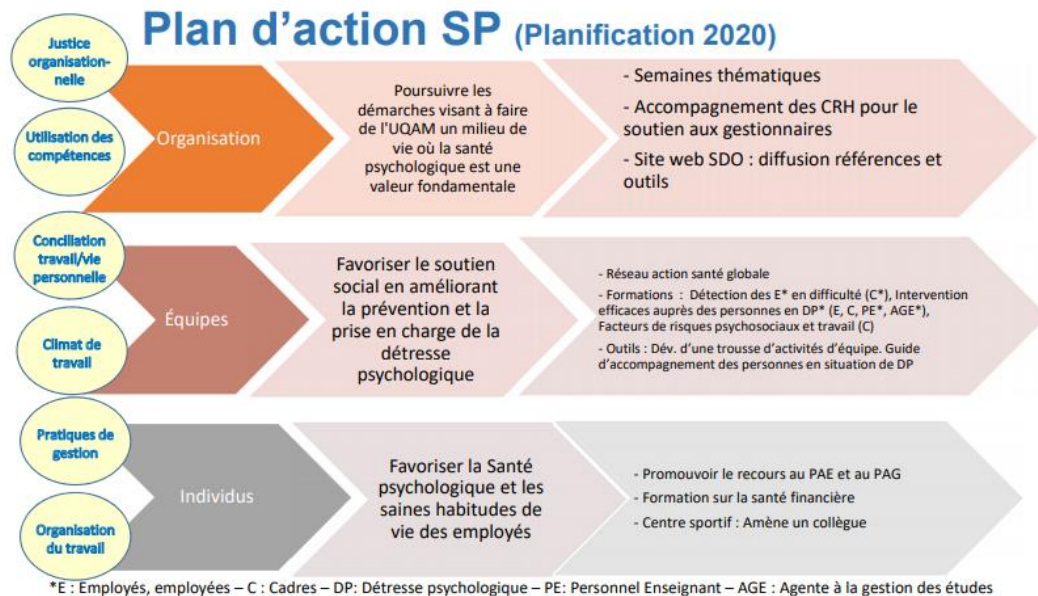 Plan d'action SP (Planification 2020)
Justice
organisation-
nelle
Utilisation des
compétences
Organisation
Poursuivre les
démarches visant à faire
de l'UQAM un milieu de
vie où la santé
psychologique est une
valeur fondamentale
- Semaines thématiques
- Accompagnement des CRH pour le
soutien aux gestionnaires
- Site web SDO : diffusion références et
outils
Conciliation
travail/vie
personnelle
Climat de
travail
Équipes
Favoriser le soutien
social en améliorant
la prévention et la
prise en charge de la
détresse
psychologique
- Réseau action santé globale
- Formations : Détection des E* en difficulté (C*), Intervention
efficaces auprès des personnes en DP* (E, C, PE*, AGE*),
Facteurs de risques psychosociaux et travail (C)
- Outils : Dév. d'une trousse d'activités d'équipe. Guide
d'accompagnement des personnes en situation de DP
Pratiques de
gestion
Organisation
du travail
Individus
Favoriser la Santé
psychologique et les
saines habitudes de
vie des employés
- Promouvoir le recours au PAE et au PAG
- Formation sur la santé financière
- Centre sportif : Amène un collègue
*E : Employés, employées – C : Cadres – DP: Détresse psychologique – PE: Personnel Enseignant – AGE : Agente à la gestion des études